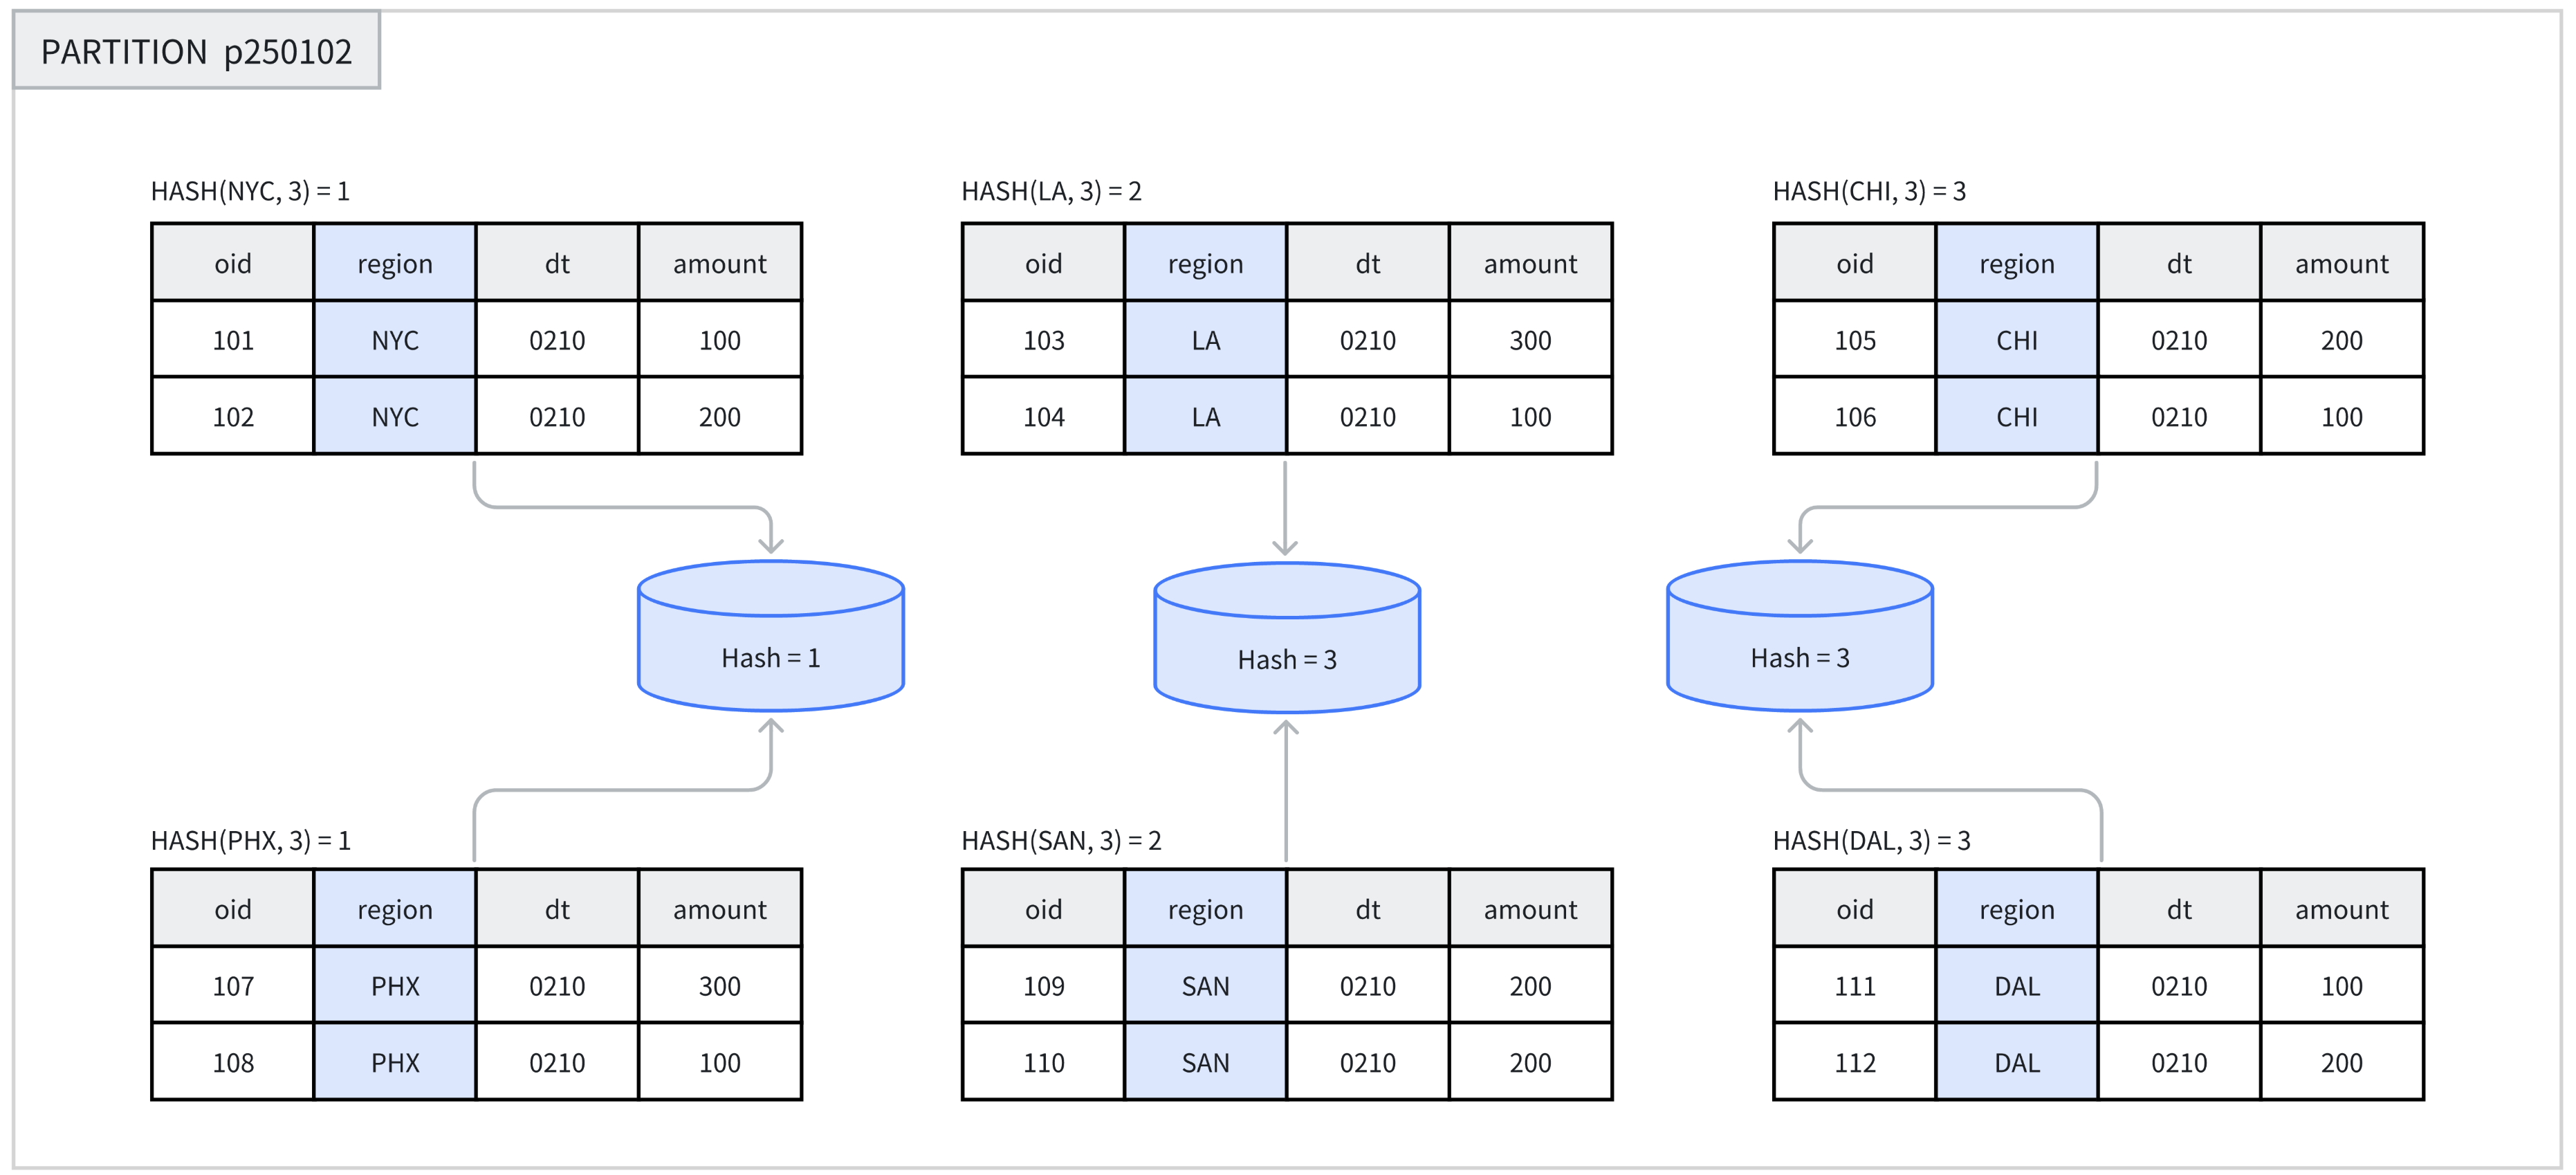 PARTITION p250102
HASH(NYC, 3) = 1
oid region dt amount
101 NYC 0210 100
102 NYC 0210 200
HASH(LA, 3) = 2
oid region dt amount
103 LA 0210 300
104 LA 0210 100
HASH(CHI, 3) = 3
oid region dt amount
105 CHI 0210 200
106 CHI 0210 100
Hash = 1
Hash = 3
Hash = 3
HASH(PHX, 3) = 1
oid region dt amount
107 PHX 0210 300
108 PHX 0210 100
HASH(SAN, 3) = 2
oid region dt amount
109 SAN 0210 200
110 SAN 0210 200
HASH(DAL, 3) = 3
oid region dt amount
111 DAL 0210 100
112 DAL 0210 200